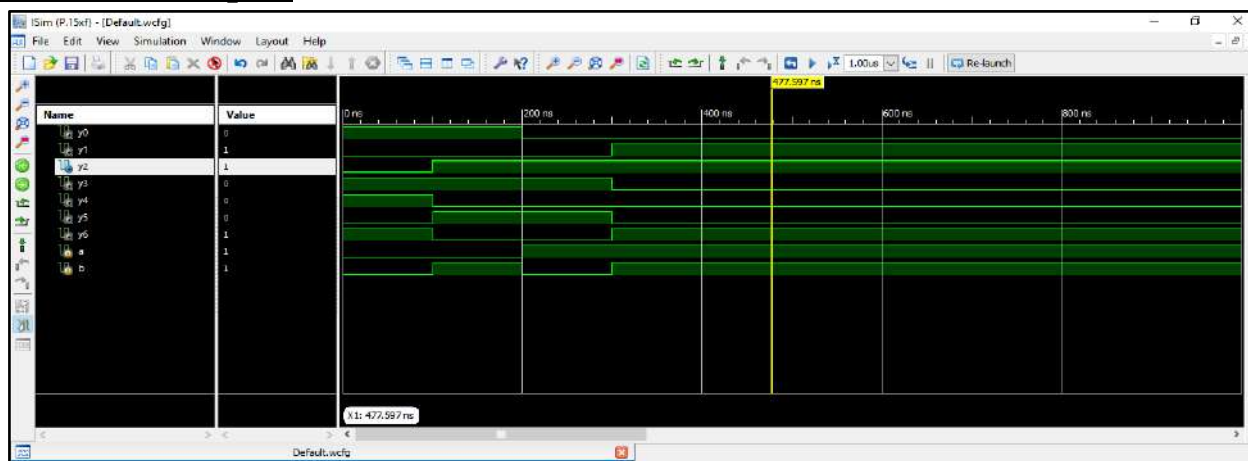 ISim (P.15xf) - [Default.wcfg]
File Edit View Simulation Window Layout Help
1.00us Re-launch
477.597 ns
Name Value
0 ns 200 ns 400 ns 600 ns 800 ns
y0 0
y1 1
y2 1
y3 0
y4 0
y5 0
y6 1
a 1
b 1
X1: 477.597 ns
Default.wcfg